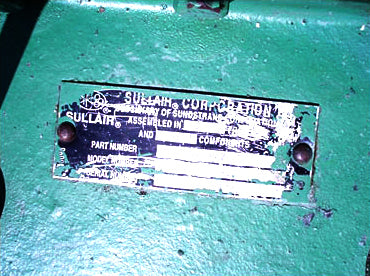 SULLAIR® CORPORATION
SUBSIDIARY OF SUNDSTRAND
SULLAIR®
ASSEMBLED IN
AND COMPONENTS
PART NUMBER
MODEL NUMBER
SERIAL NUMBER